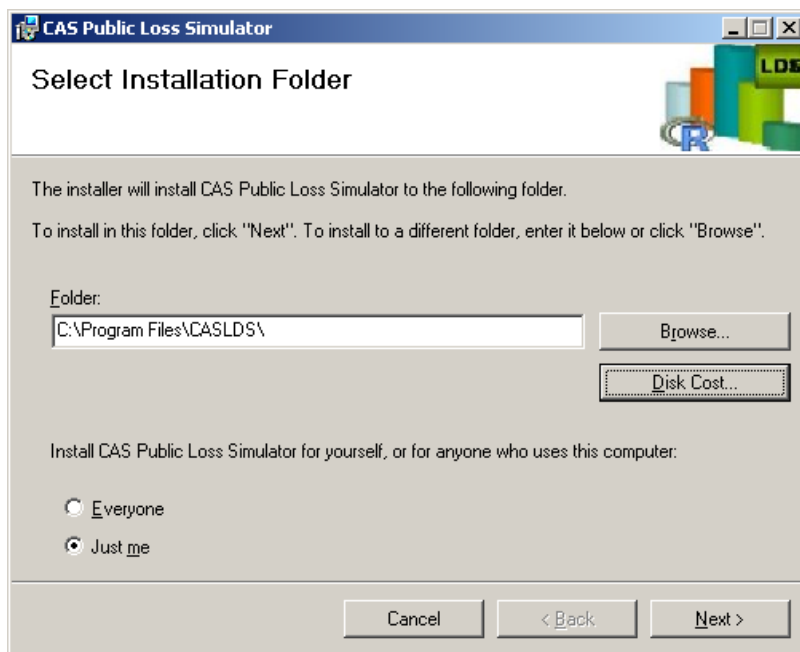 CAS Public Loss Simulator
Select Installation Folder
LDS
R
The installer will install CAS Public Loss Simulator to the following folder.
To install in this folder, click "Next". To install to a different folder, enter it below or click "Browse".
Folder:
C:\Program Files\CASLDS\
Browse...
Disk Cost...
Install CAS Public Loss Simulator for yourself, or for anyone who uses this computer:
Everyone
Just me
Cancel
< Back
Next >